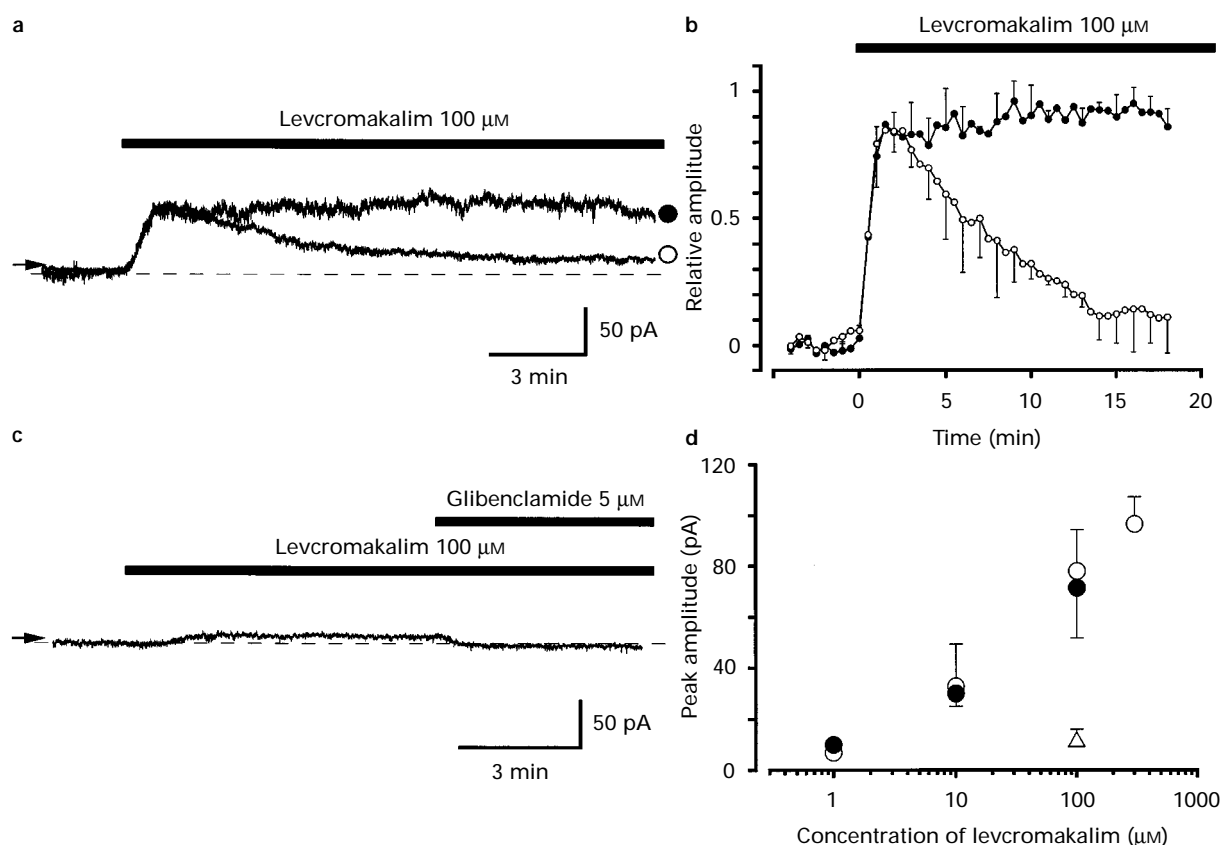 a
Levcromakalim 100 μM
50 pA
3 min
b
Levcromakalim 100 μM
1
0.5
0
Relative amplitude
0 5 10 15 20
Time (min)
c
Glibenclamide 5 μM
Levcromakalim 100 μM
50 pA
3 min
d
120
80
40
0
Peak amplitude (pA)
1 10 100 1000
Concentration of levcromakalim (μM)